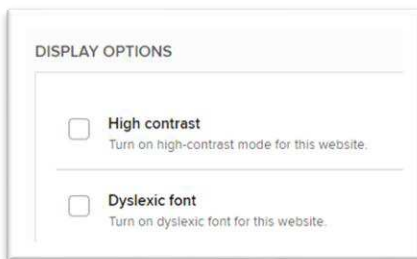 DISPLAY OPTIONS
High contrast
Turn on high-contrast mode for this website.
Dyslexic font
Turn on dyslexic font for this website.